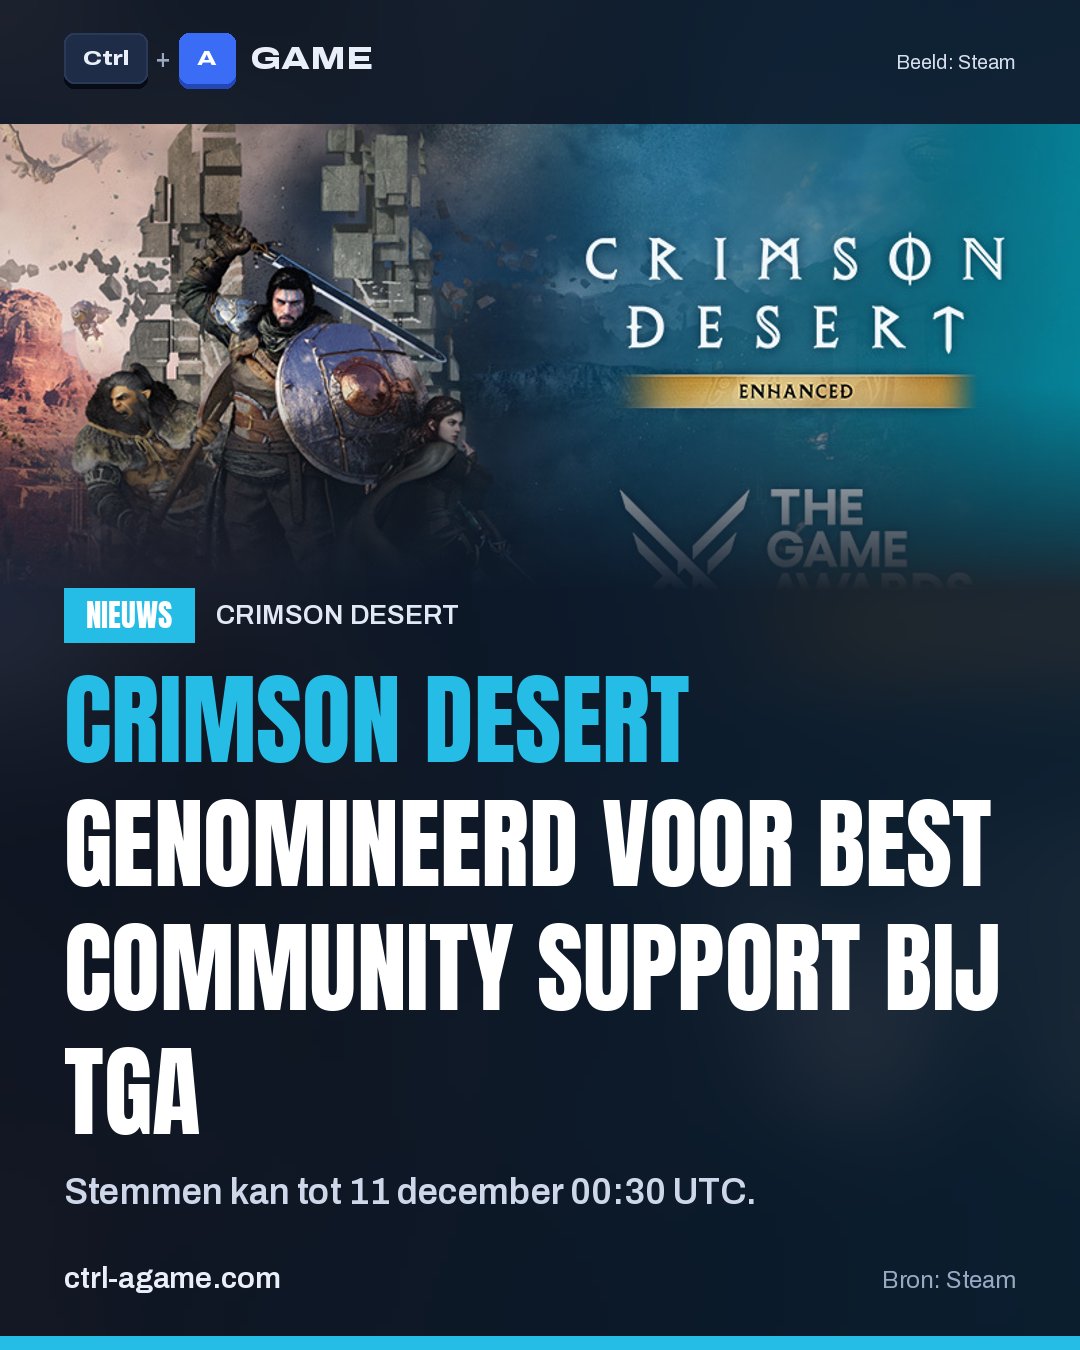 Ctrl + A GAME
Beeld: Steam
CRIMSON
DESERT
ENHANCED
THE
GAME
AWARDS
NIEUWS CRIMSON DESERT
CRIMSON DESERT
GENOMINEERD VOOR BEST
COMMUNITY SUPPORT BIJ
TGA
Stemmen kan tot 11 december 00:30 UTC.
ctrl-agame.com
Bron: Steam